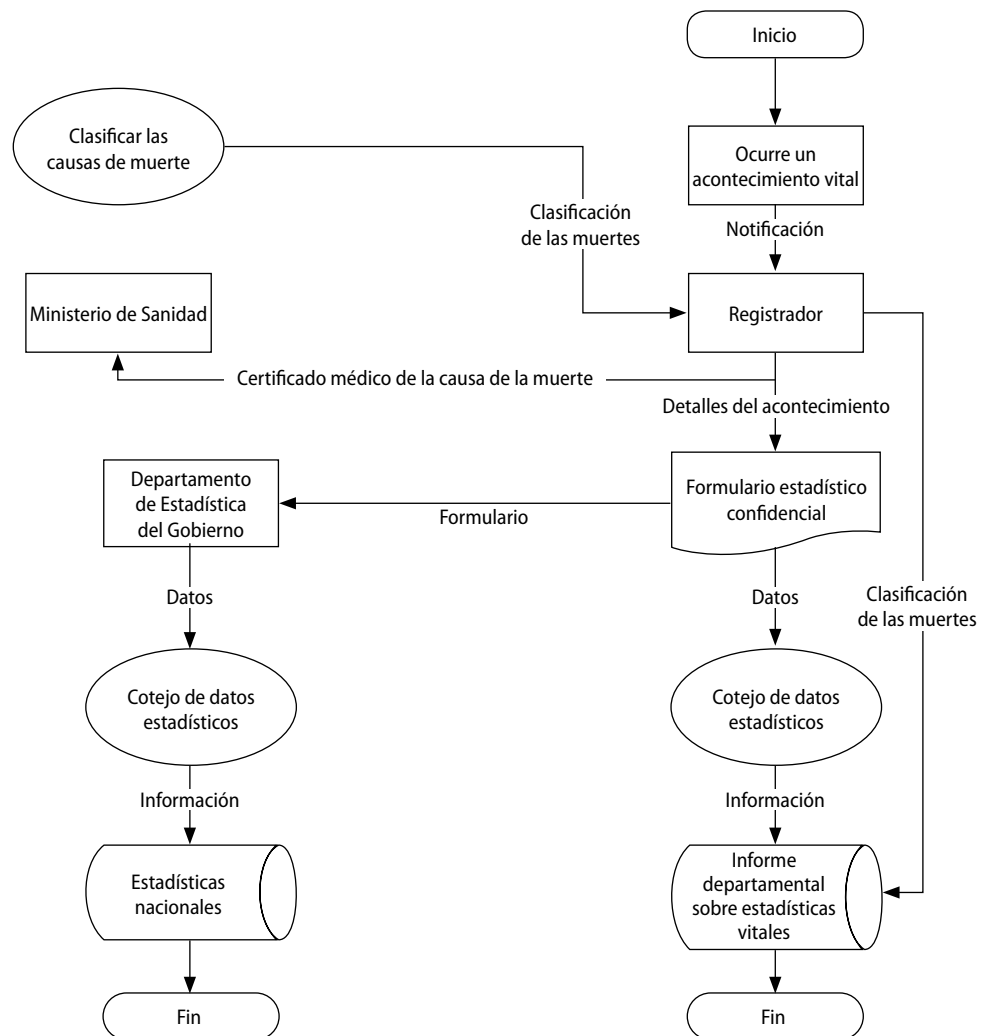 Inicio
Clasificar las
causas de muerte
Ocurre un
acontecimiento vital
Clasificación
de las muertes
Notificación
Ministerio de Sanidad
Registrador
Certificado médico de la causa de la muerte
Detalles del acontecimiento
Departamento
de Estadística
del Gobierno
Formulario
Formulario estadístico
confidencial
Datos
Datos
Clasificación
de las muertes
Cotejo de datos
estadísticos
Cotejo de datos
estadísticos
Información
Información
Estadísticas
nacionales
Informe
departamental
sobre estadísticas
vitales
Fin
Fin